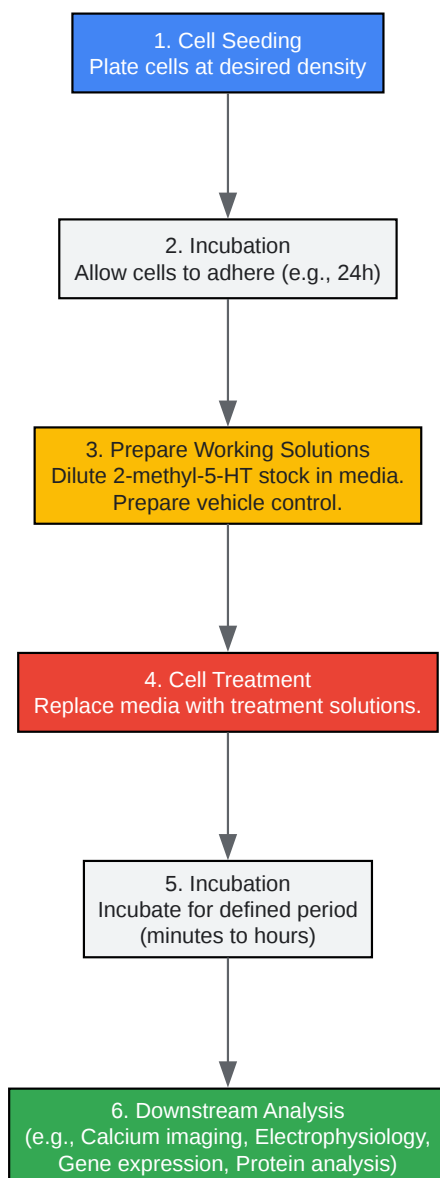 1. Cell Seeding
Plate cells at desired density
2. Incubation
Allow cells to adhere (e.g., 24h)
3. Prepare Working Solutions
Dilute 2-methyl-5-HT stock in media.
Prepare vehicle control.
4. Cell Treatment
Replace media with treatment solutions.
5. Incubation
Incubate for defined period
(minutes to hours)
6. Downstream Analysis
(e.g., Calcium imaging, Electrophysiology,
Gene expression, Protein analysis)